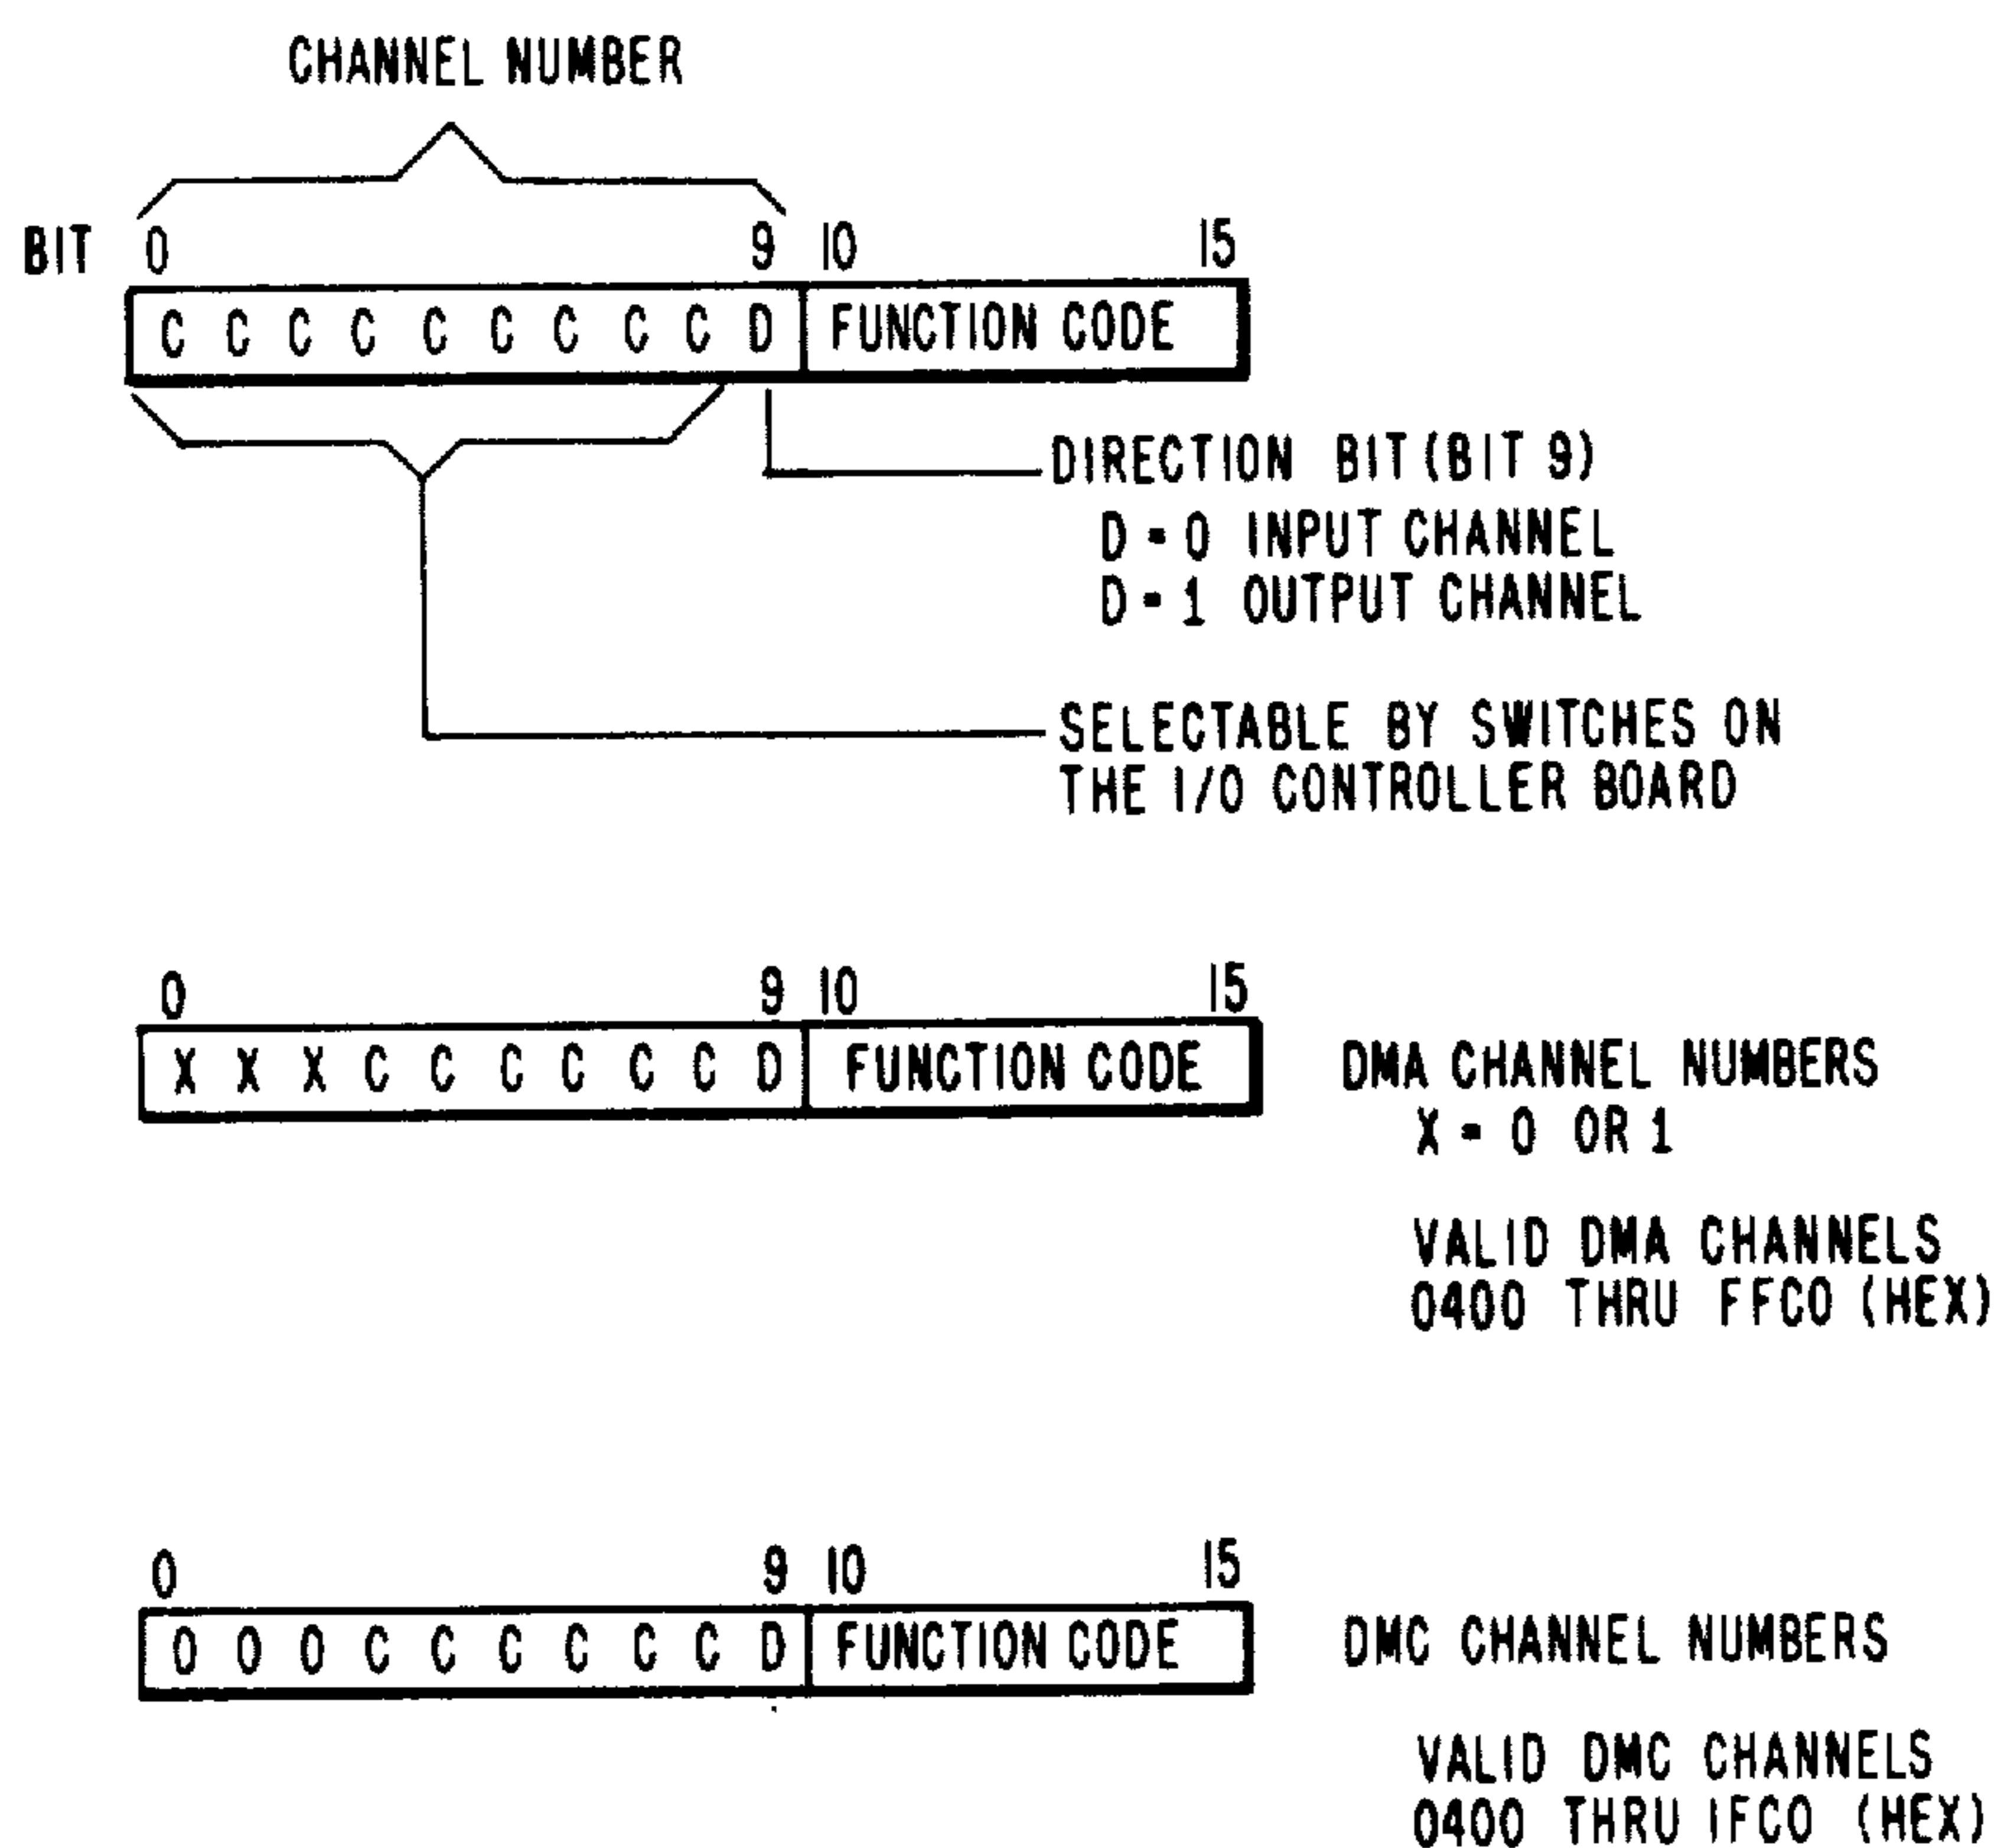 CHANNEL NUMBER
BIT 0 9 10 15
C C C C C C C C C D FUNCTION CODE
DIRECTION BIT (BIT 9)
D = 0 INPUT CHANNEL
D = 1 OUTPUT CHANNEL
SELECTABLE BY SWITCHES ON
THE I/O CONTROLLER BOARD
0 9 10 15
X X X C C C C C C D FUNCTION CODE
DMA CHANNEL NUMBERS
X = 0 OR 1
VALID DMA CHANNELS
0400 THRU FFC0 (HEX)
0 9 10 15
0 0 0 C C C C C C D FUNCTION CODE
DMC CHANNEL NUMBERS
VALID DMC CHANNELS
0400 THRU 1FC0 (HEX)